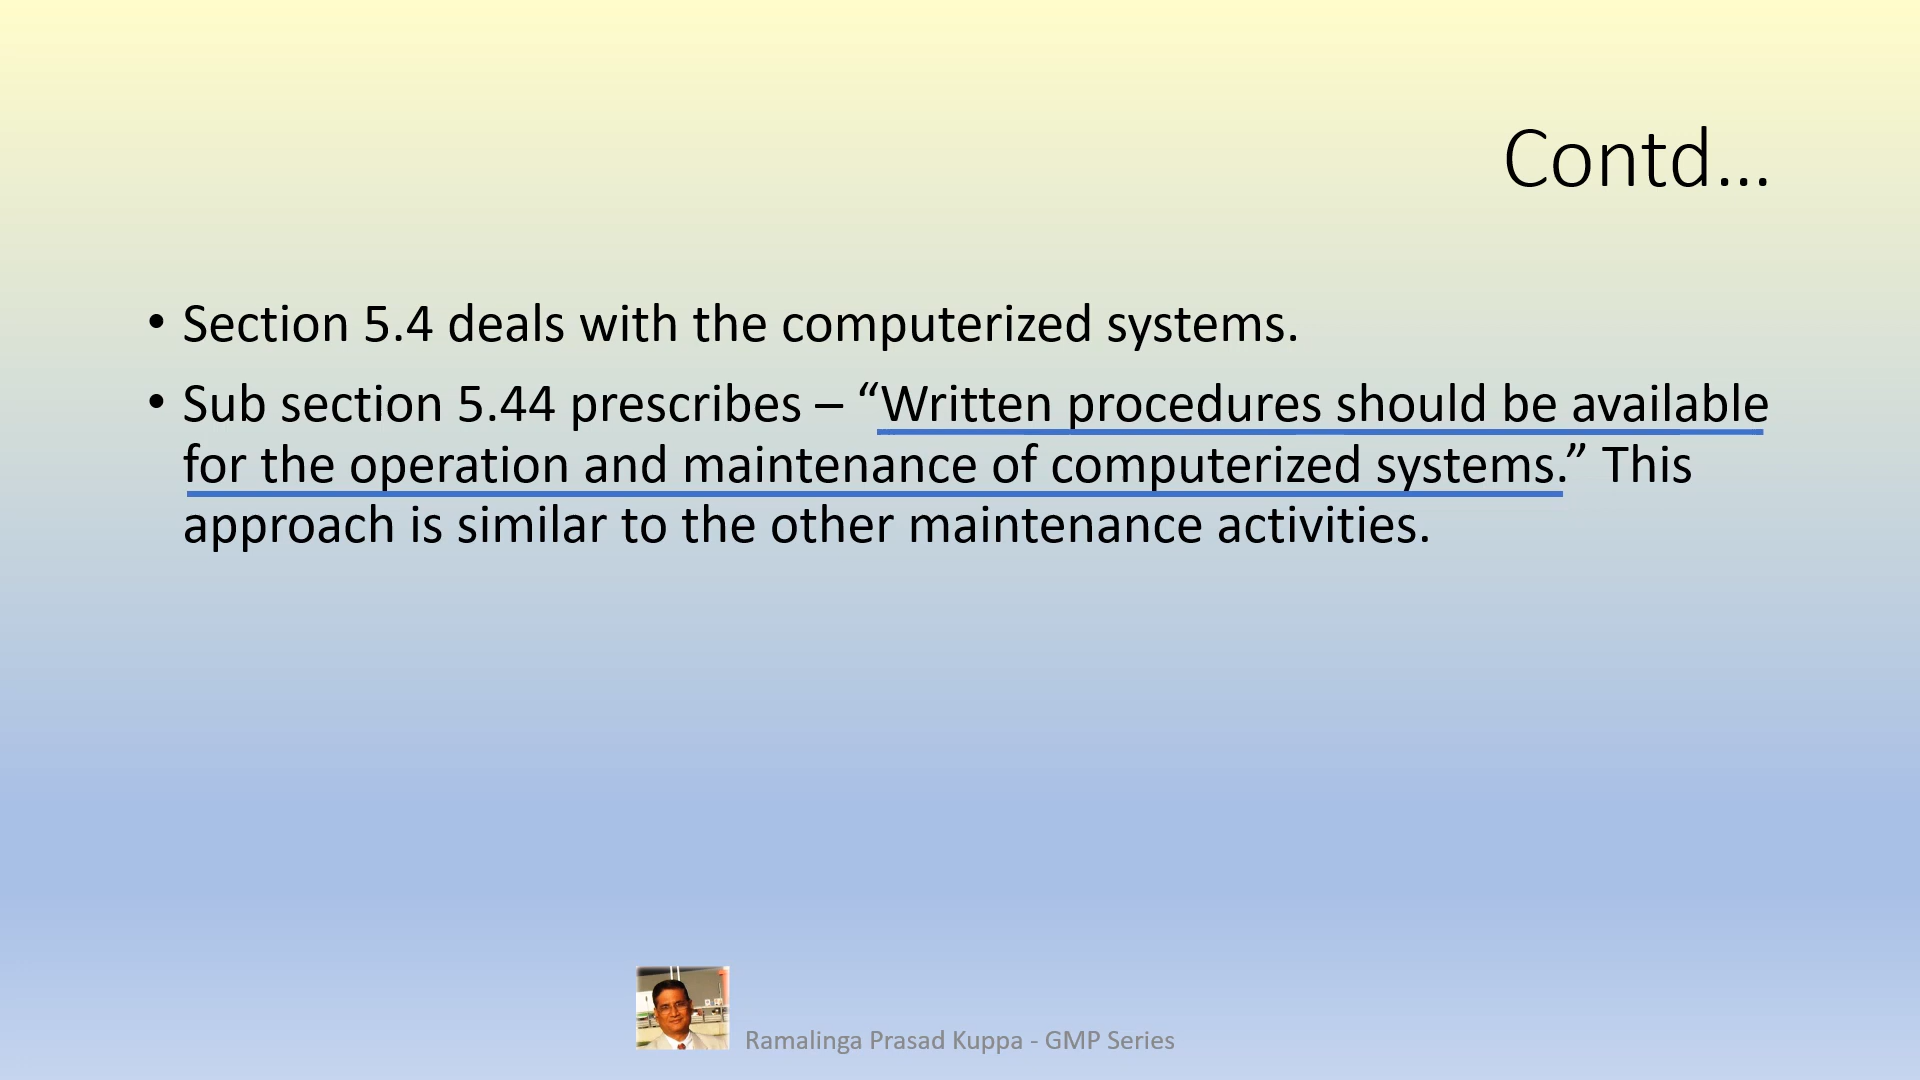 Contd...
• Section 5.4 deals with the computerized systems.
• Sub section 5.44 prescribes – “Written procedures should be available
for the operation and maintenance of computerized systems.” This
approach is similar to the other maintenance activities.
Ramalinga Prasad Kuppa - GMP Series